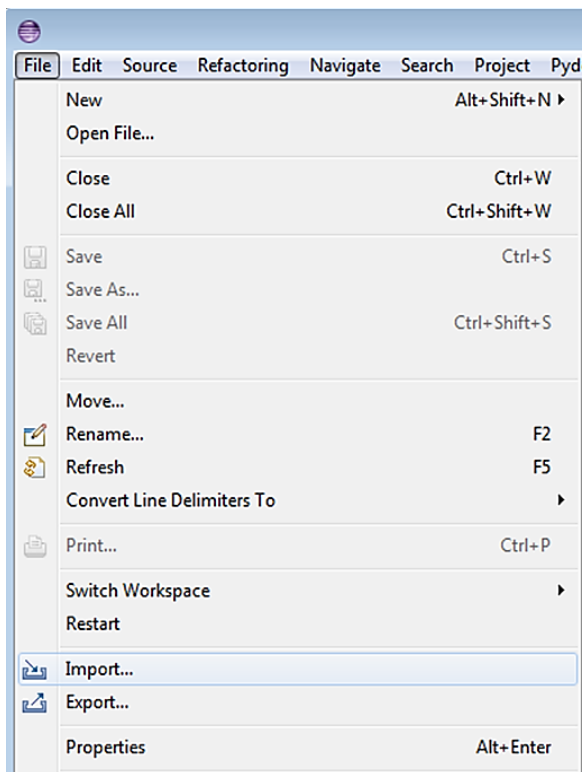 File Edit Source Refactoring Navigate Search Project Pyd
New Alt+Shift+N
Open File...
Close Ctrl+W
Close All Ctrl+Shift+W
Save Ctrl+S
Save As...
Save All Ctrl+Shift+S
Revert
Move...
Rename... F2
Refresh F5
Convert Line Delimiters To
Print... Ctrl+P
Switch Workspace
Restart
Import...
Export...
Properties Alt+Enter